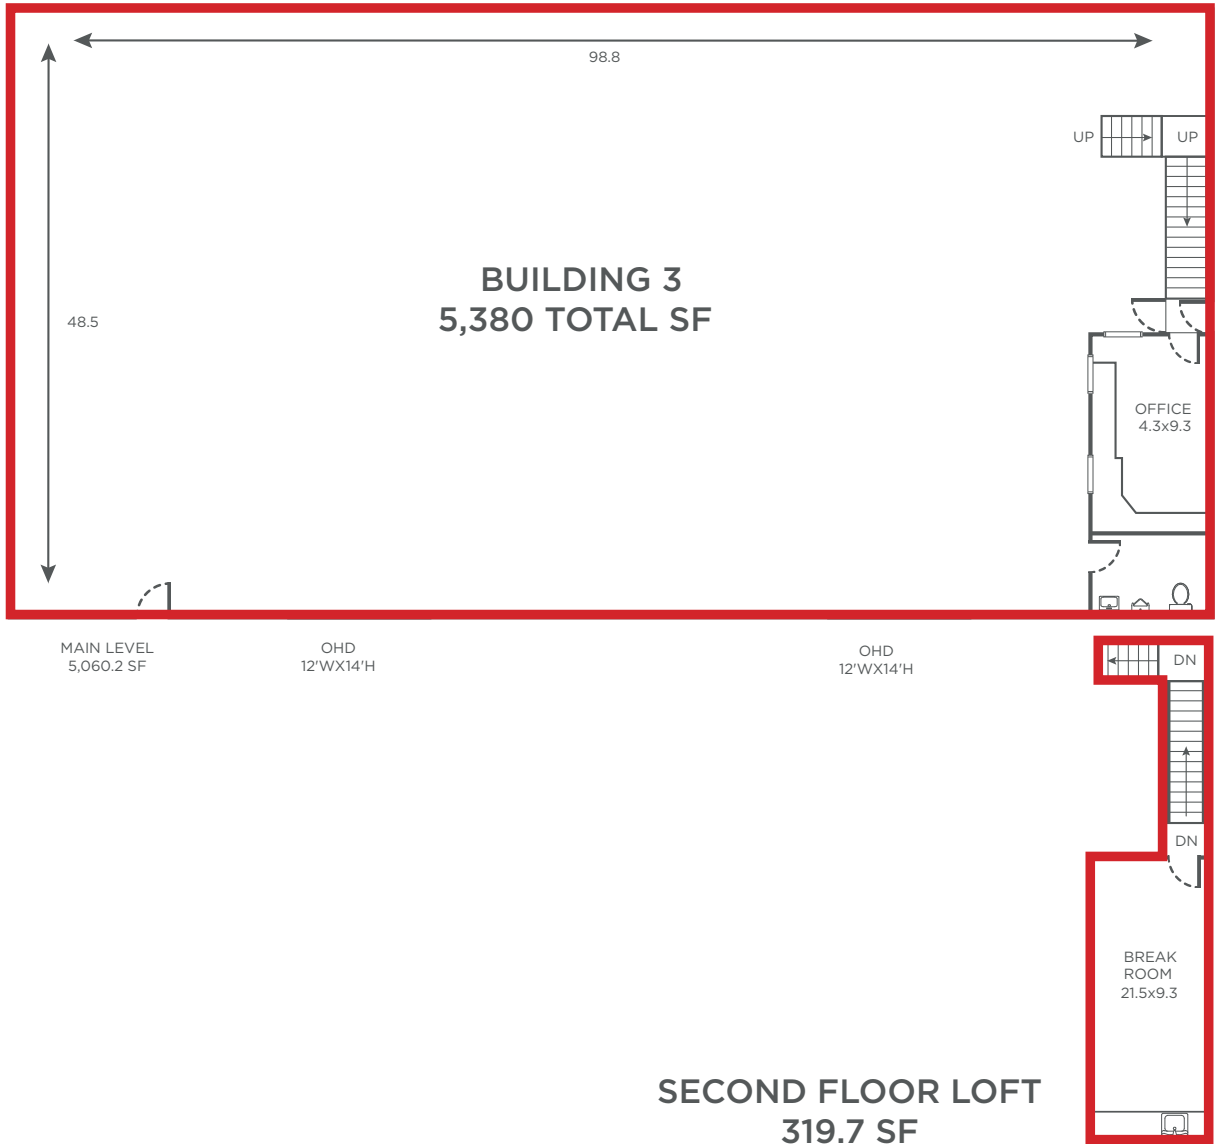 98.8
UP
UP
BUILDING 3
5,380 TOTAL SF
48.5
OFFICE
4.3x9.3
MAIN LEVEL
5,060.2 SF
OHD
12'WX14'H
OHD
12'WX14'H
DN
DN
BREAK
ROOM
21.5x9.3
SECOND FLOOR LOFT
319.7 SF